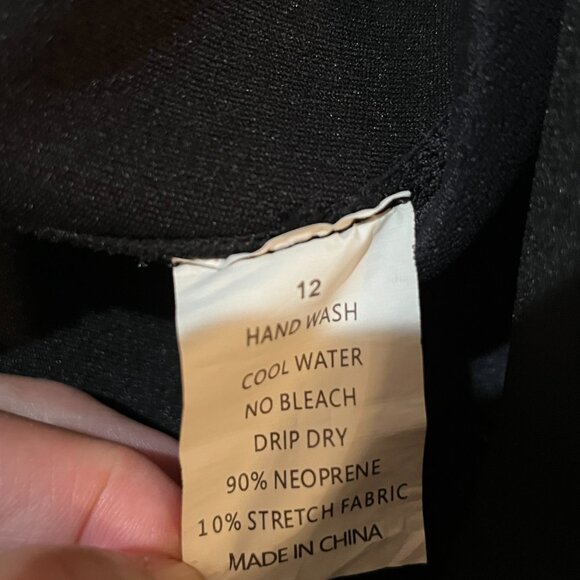 12
HAND WASH
COOL WATER
NO BLEACH
DRIP DRY
90% NEOPRENE
10% STRETCH FABRIC
MADE IN CHINA